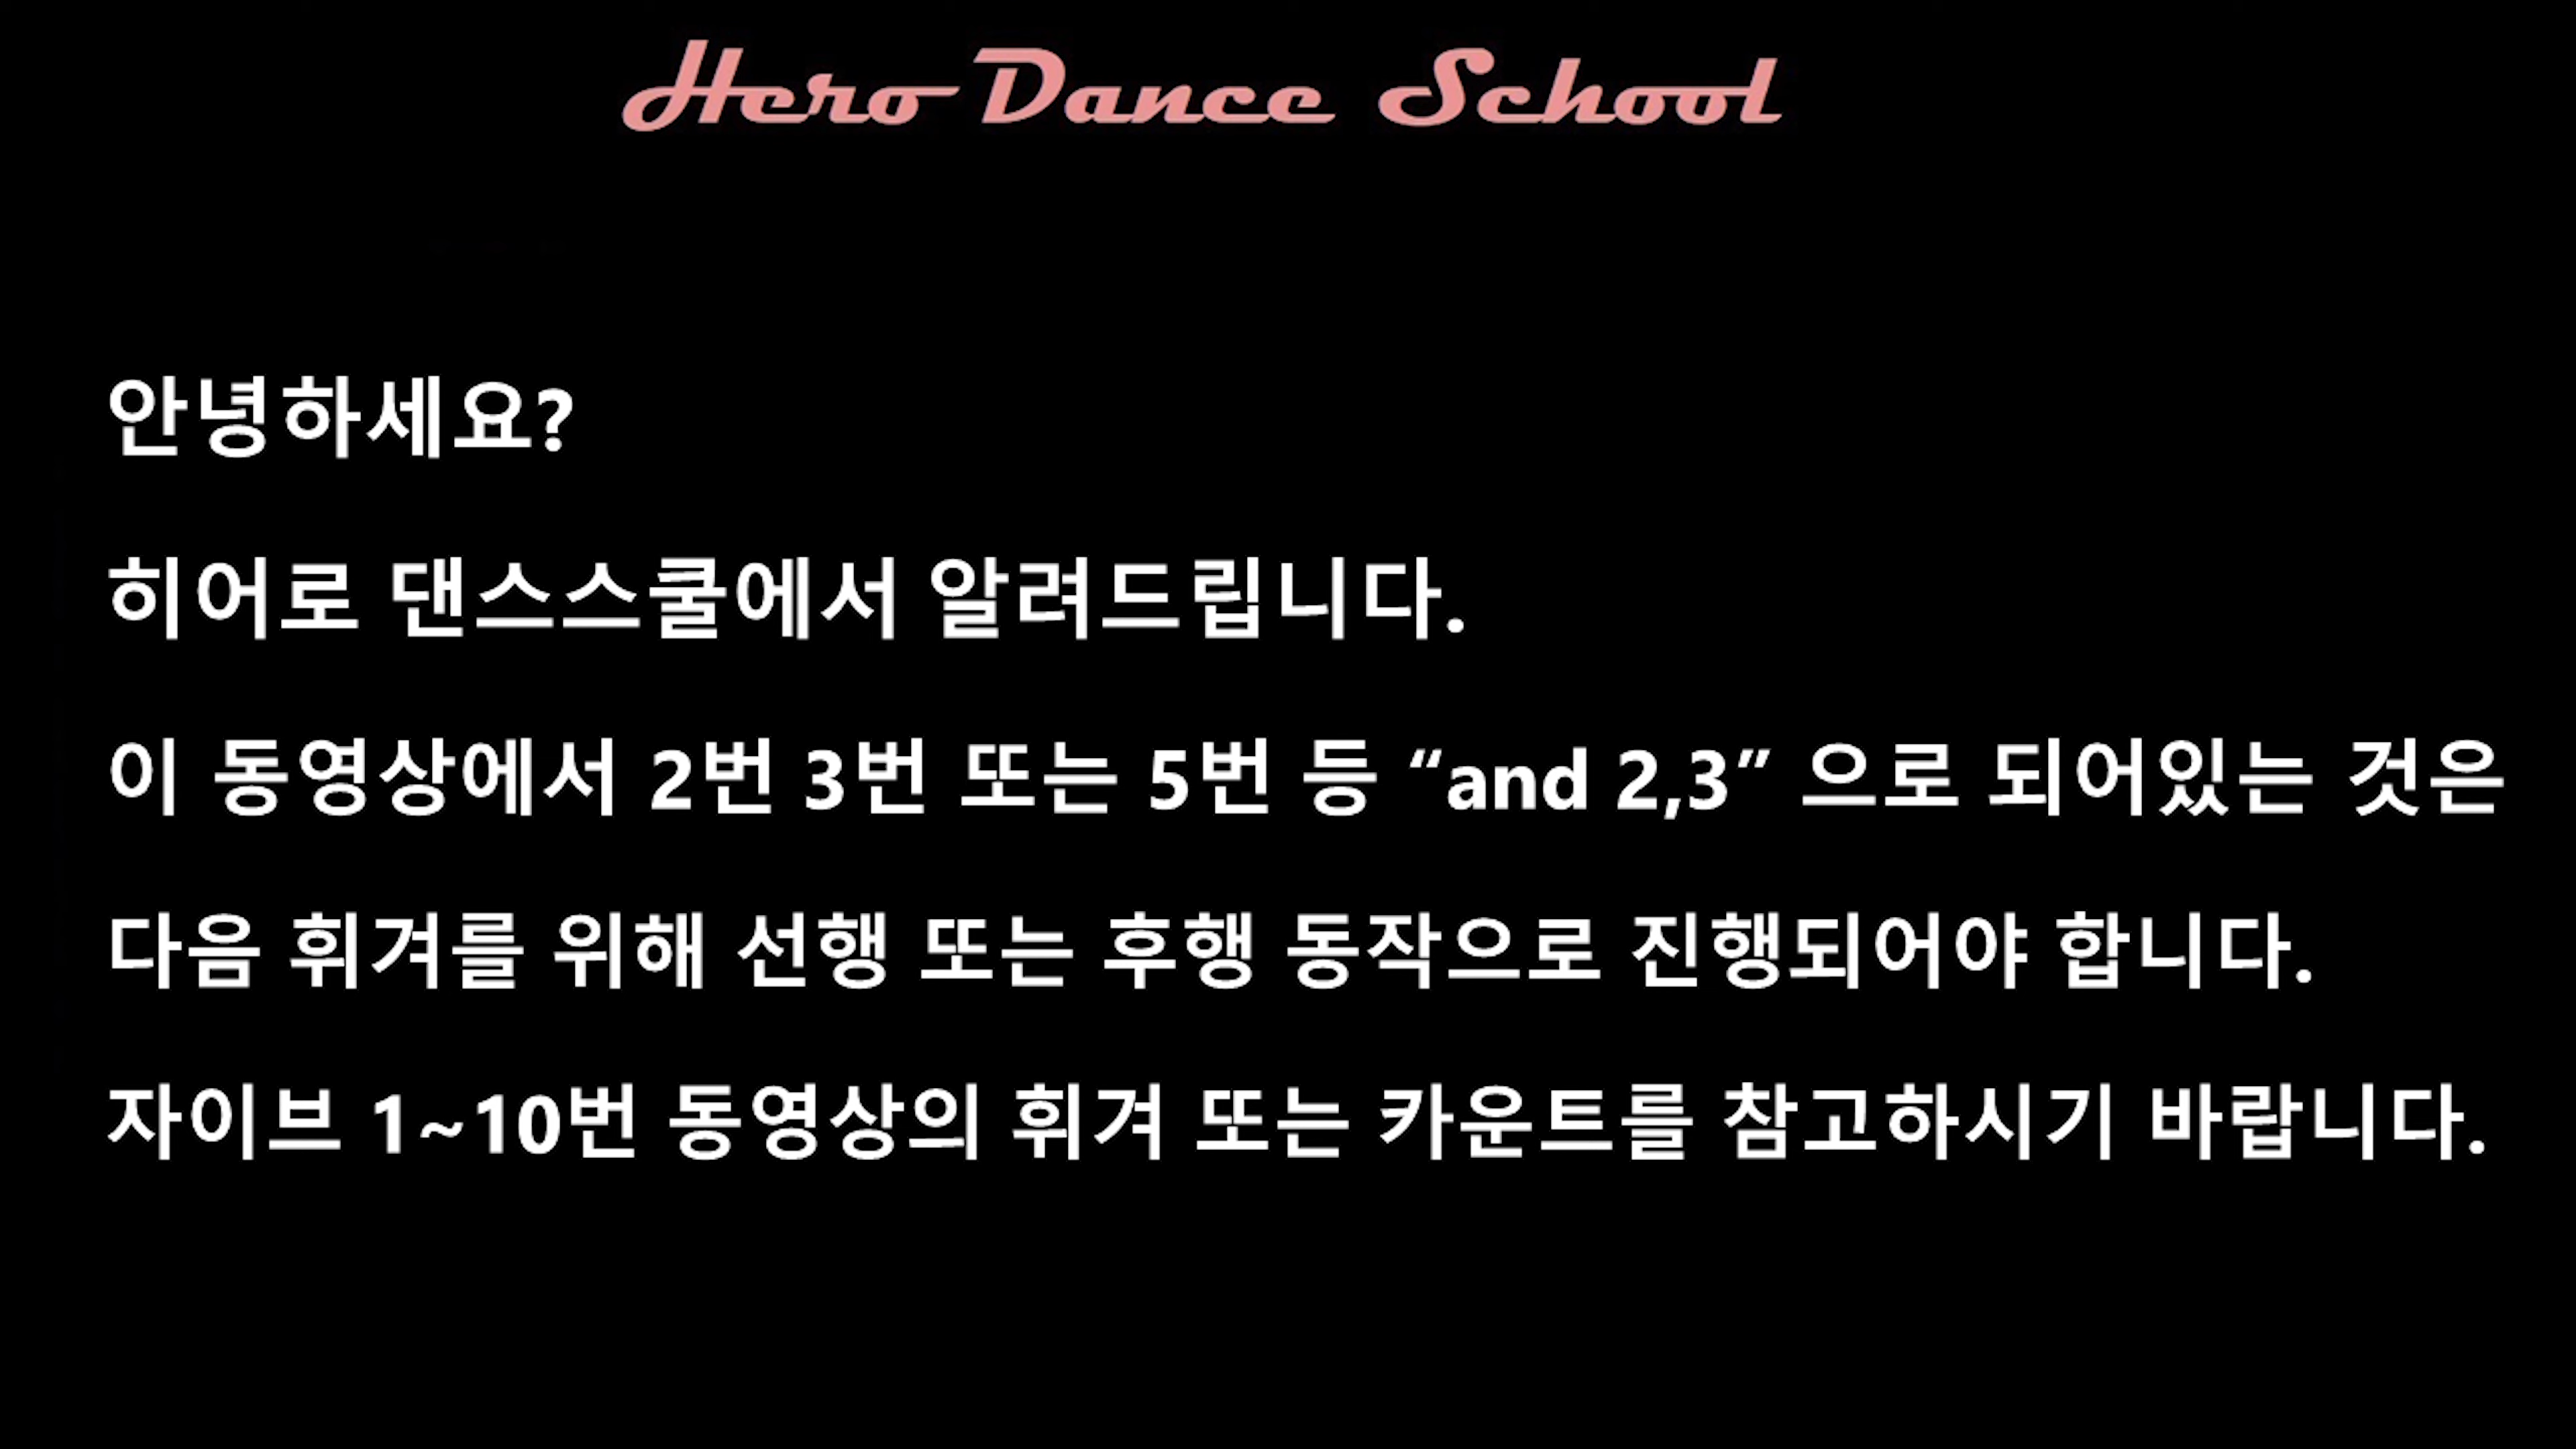 Hero Dance School
안녕하세요?
히어로 댄스스쿨에서 알려드립니다.
이 동영상에서 2번 3번 또는 5번 등 “and 2,3” 으로 되어있는 것은
다음 휘겨를 위해 선행 또는 후행 동작으로 진행되어야 합니다.
자이브 1~10번 동영상의 휘겨 또는 카운트를 참고하시기 바랍니다.